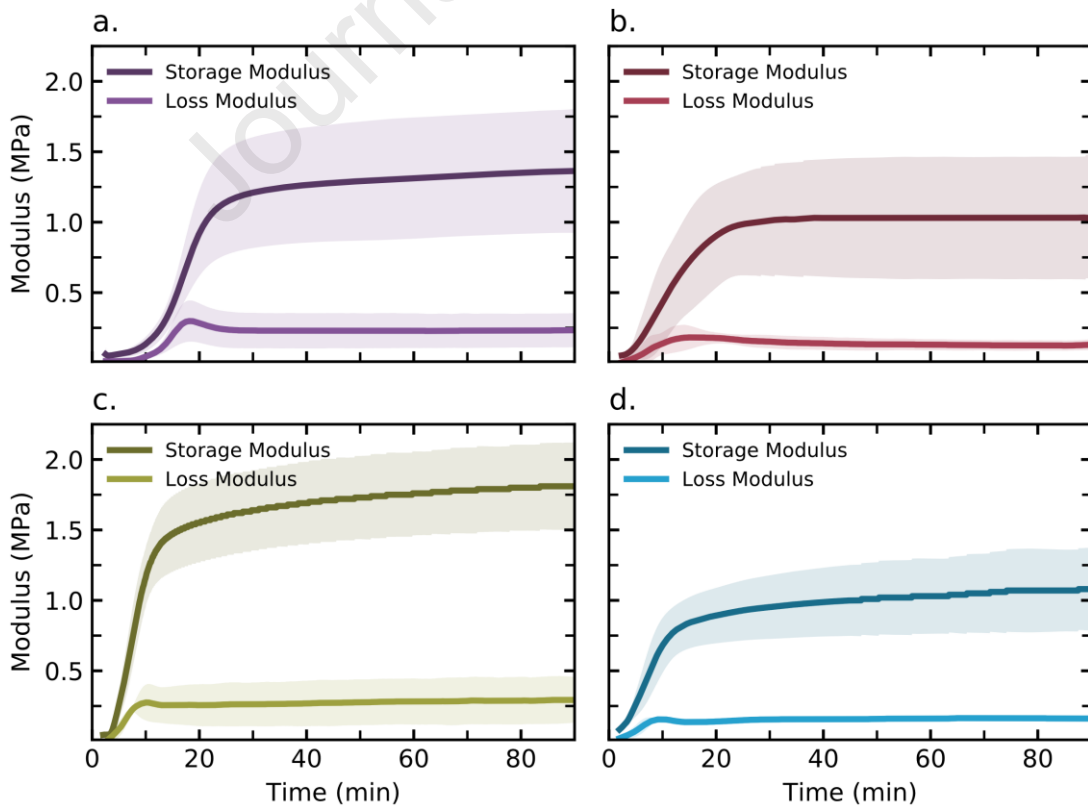 Journ
a.
b.
Storage Modulus
Loss Modulus
Storage Modulus
Loss Modulus
Modulus (MPa)
2.0
1.5
1.0
0.5
c.
d.
Storage Modulus
Loss Modulus
Storage Modulus
Loss Modulus
Modulus (MPa)
2.0
1.5
1.0
0.5
0 20 40 60 80
0 20 40 60 80
Time (min)
Time (min)